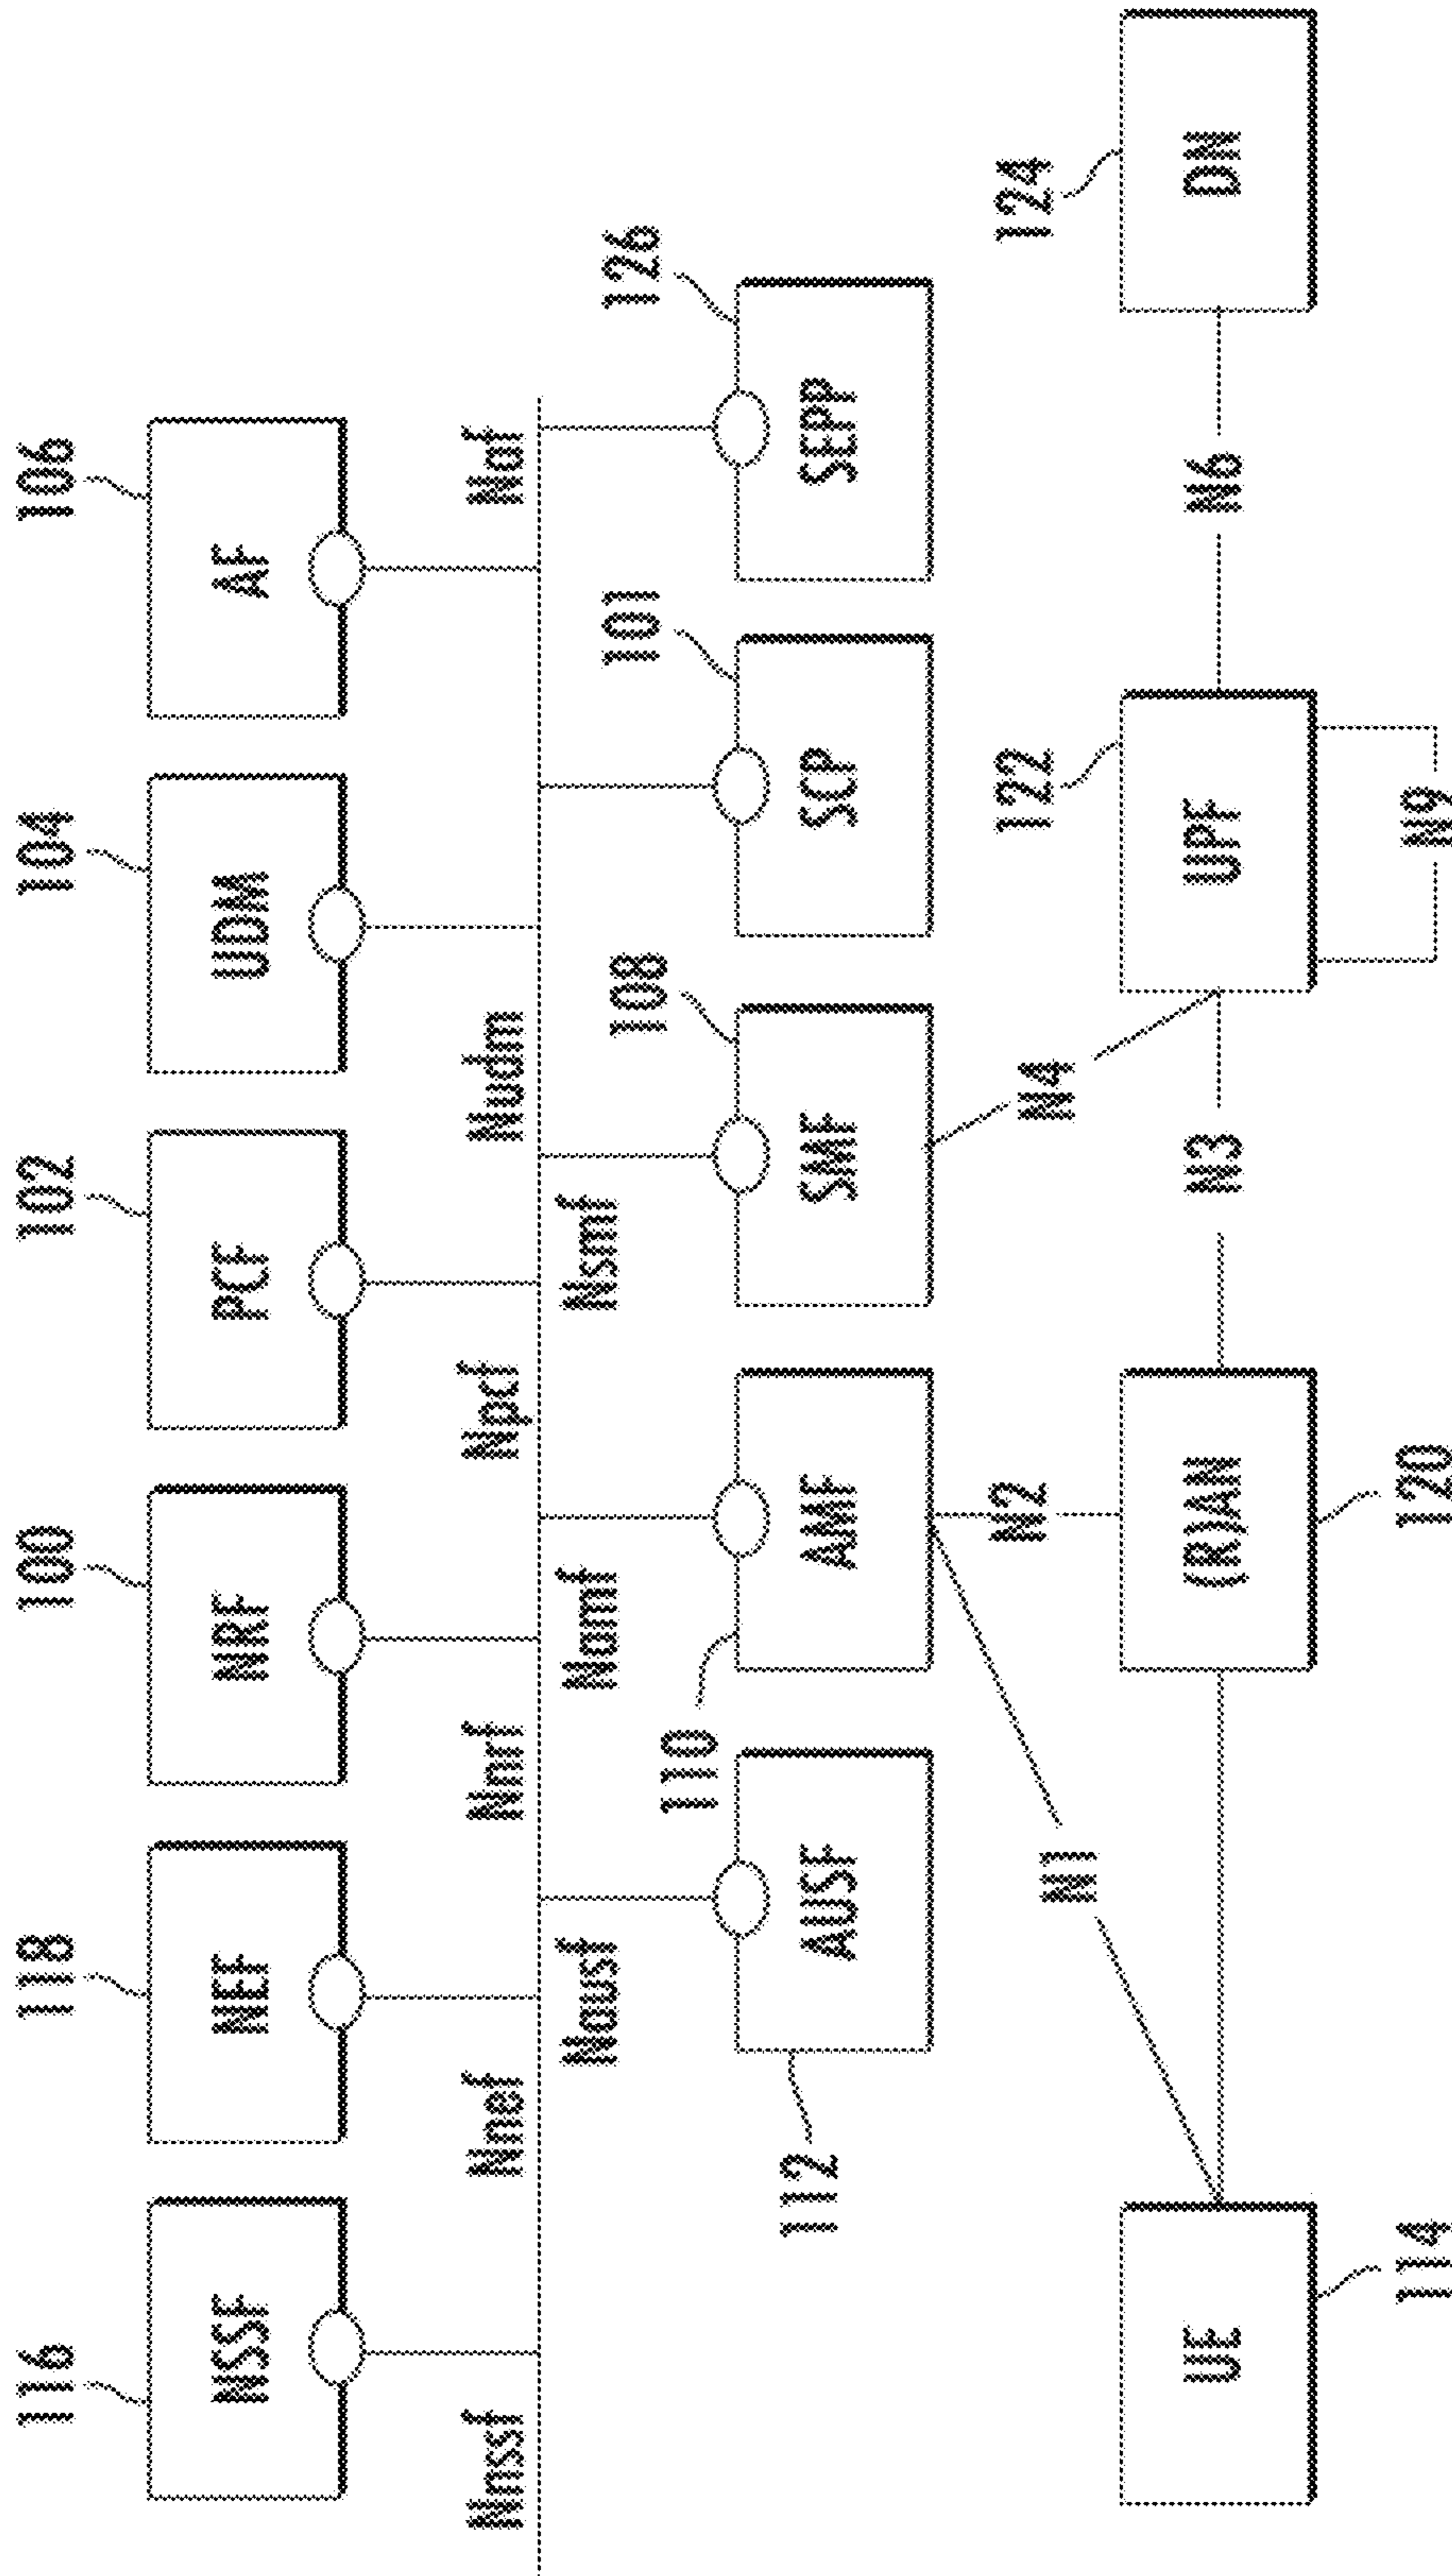 116
118
100
102
104
106
NSSF
NEF
NRF
PCF
UDM
AF
Nnssf
Nnef
Nnrf
Npcf
Nudm
Naf
Nausf
Namf
Nsmf
110
108
101
126
112
AUSF
AMF
SMF
SCP
SEPP
N1
N2
N4
122
124
UE
(R)AN
N3
UPF
N6
DN
114
120
N9